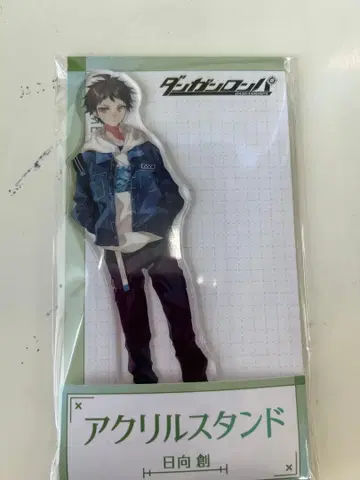 ダンガンロンパ
アクリルスタンド
日向 創